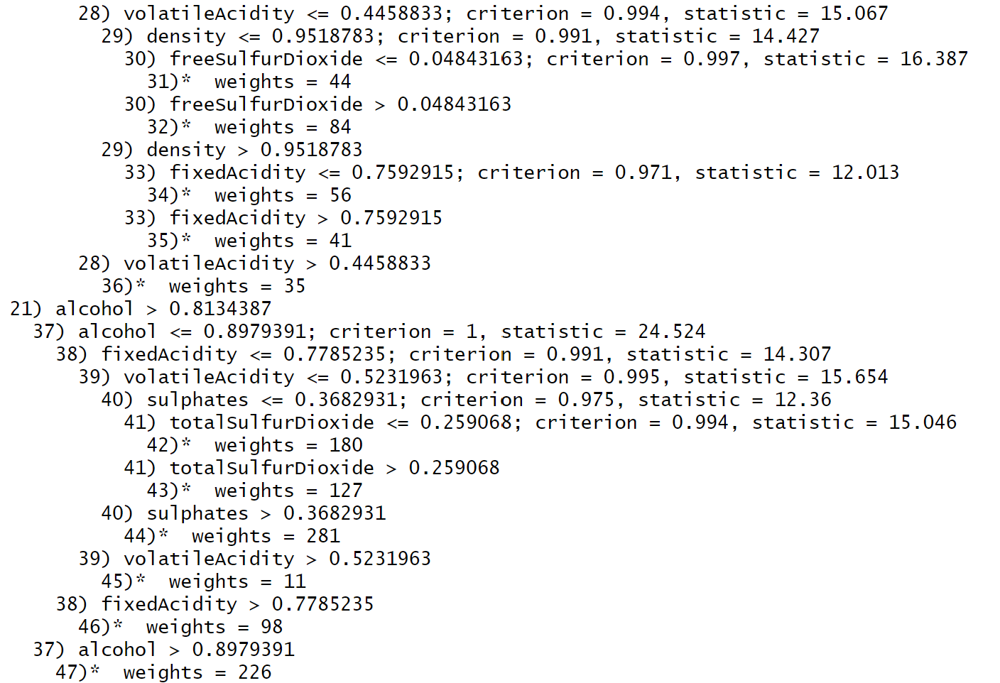 28) volatileAcidity <= 0.4458833; criterion = 0.994, statistic = 15.067
29) density <= 0.9518783; criterion = 0.991, statistic = 14.427
30) freeSulfurDioxide <= 0.04843163; criterion = 0.997, statistic = 16.387
31)*  weights = 44
30) freeSulfurDioxide > 0.04843163
32)*  weights = 84
29) density > 0.9518783
33) fixedAcidity <= 0.7592915; criterion = 0.971, statistic = 12.013
34)*  weights = 56
33) fixedAcidity > 0.7592915
35)*  weights = 41
28) volatileAcidity > 0.4458833
36)*  weights = 35
21) alcohol > 0.8134387
37) alcohol <= 0.8979391; criterion = 1, statistic = 24.524
38) fixedAcidity <= 0.7785235; criterion = 0.991, statistic = 14.307
39) volatileAcidity <= 0.5231963; criterion = 0.995, statistic = 15.654
40) sulphates <= 0.3682931; criterion = 0.975, statistic = 12.36
41) totalSulfurDioxide <= 0.259068; criterion = 0.994, statistic = 15.046
42)*  weights = 180
41) totalSulfurDioxide > 0.259068
43)*  weights = 127
40) sulphates > 0.3682931
44)*  weights = 281
39) volatileAcidity > 0.5231963
45)*  weights = 11
38) fixedAcidity > 0.7785235
46)*  weights = 98
37) alcohol > 0.8979391
47)*  weights = 226